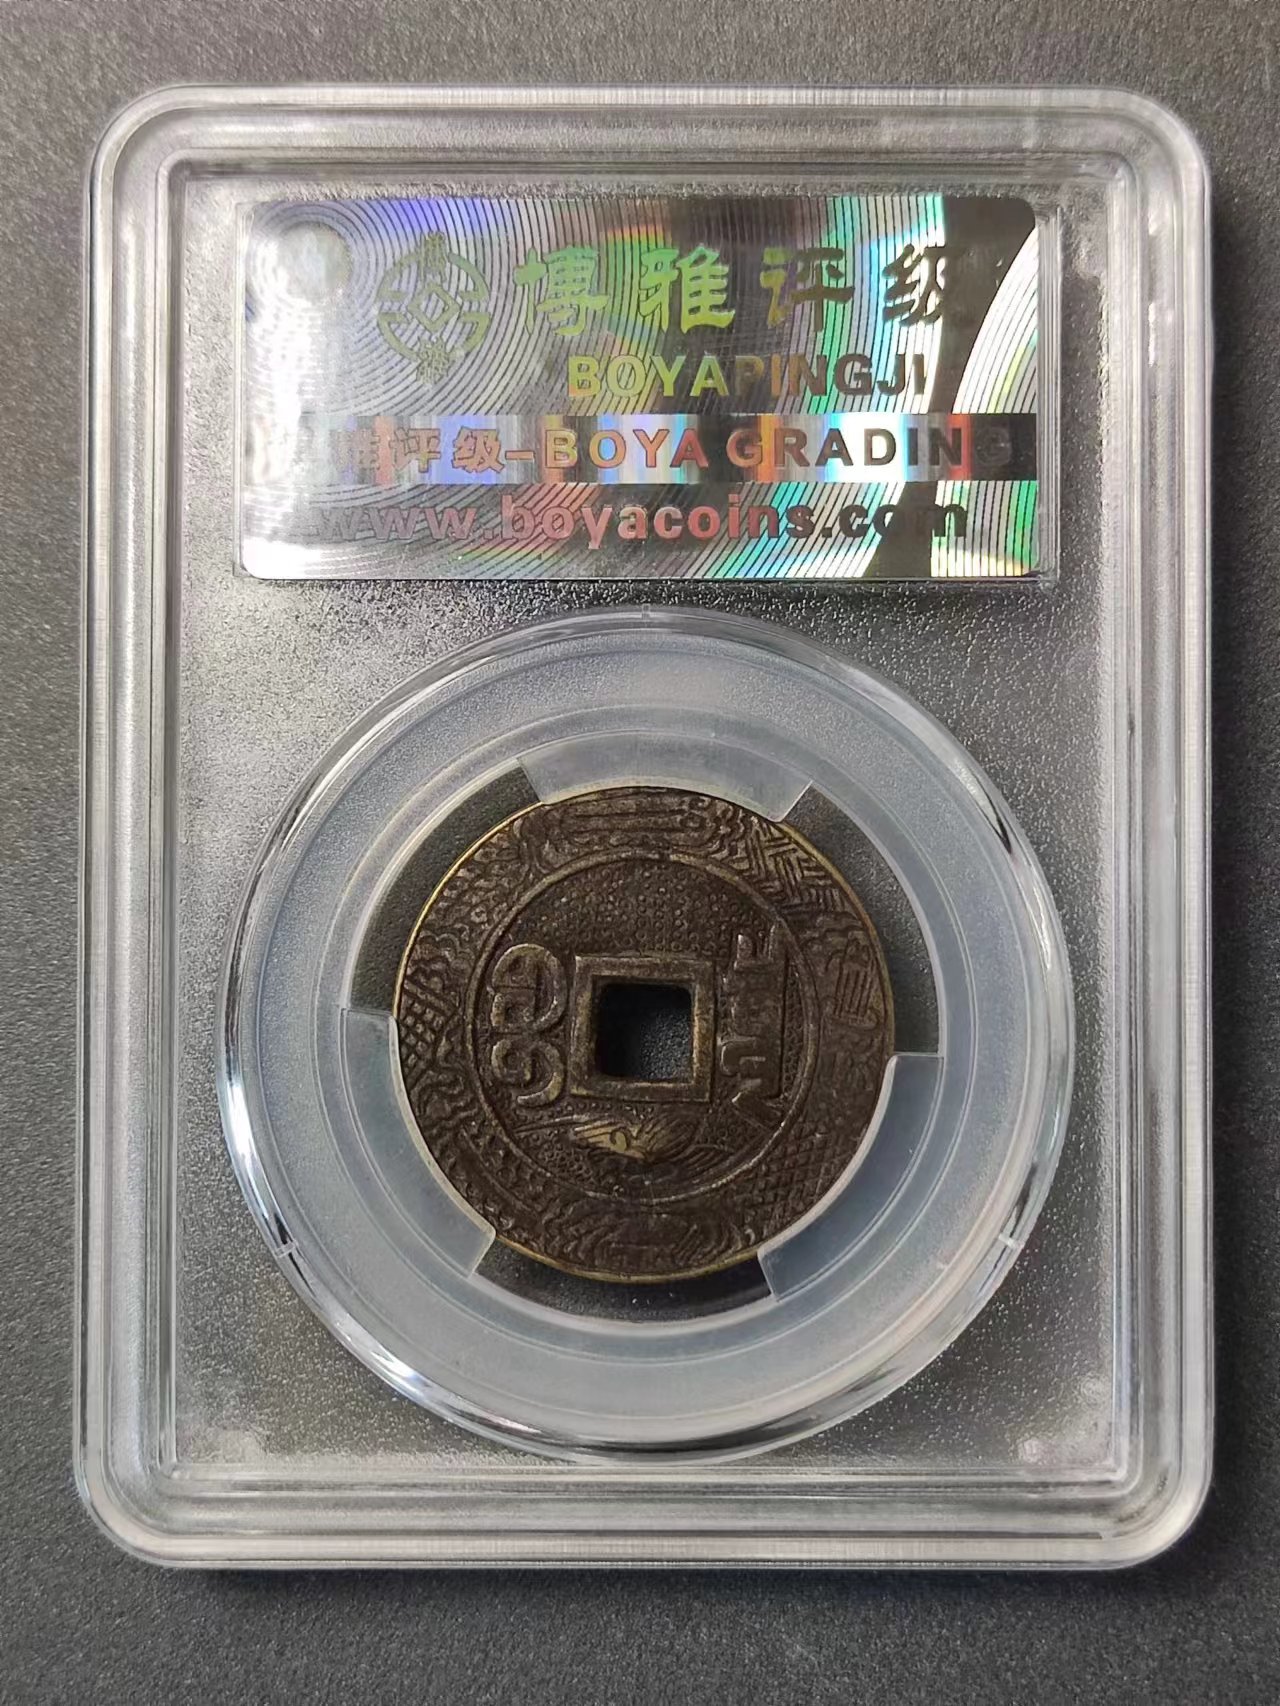 博雅评级
BOYAPINGJI
雅评级-BOYA GRADING
www.boyacoins.com